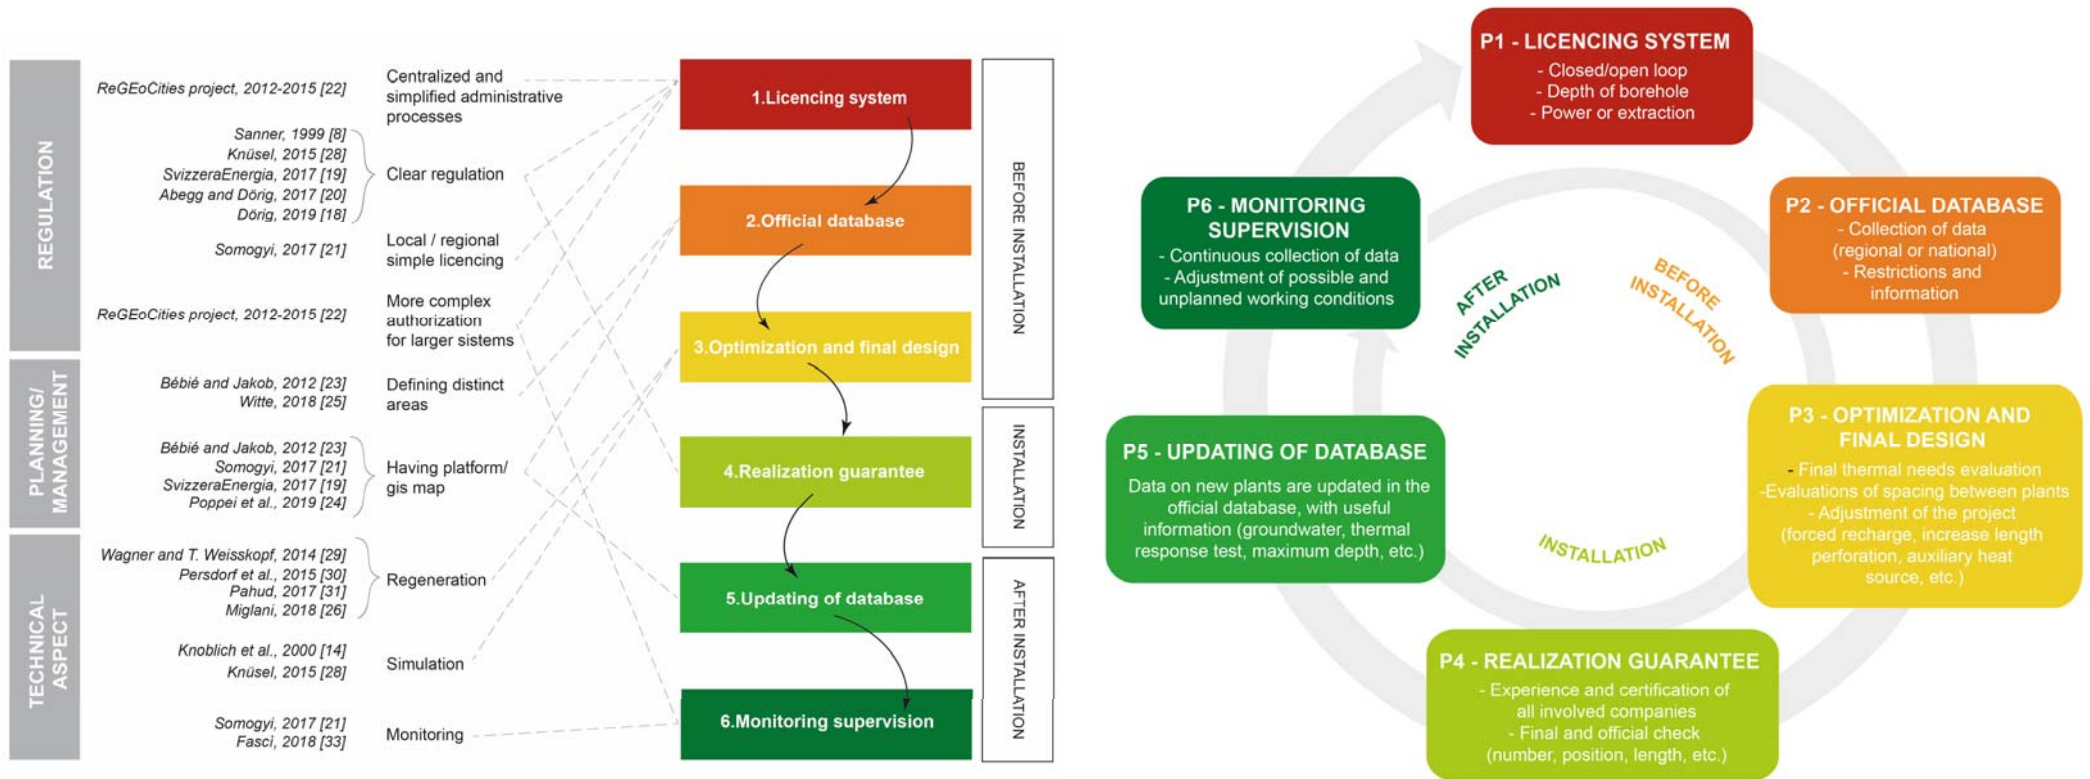 REGULATION
ReGEoCities project, 2012-2015 [22]
Centralized and
simplified administrative
processes
Sanner, 1999 [8]
Knüsel, 2015 [28]
SvizzeraEnergia, 2017 [19]
Abegg and Dörig, 2017 [20]
Dörig, 2019 [18]
Clear regulation
Somogyi, 2017 [21]
Local / regional
simple licencing
ReGEoCities project, 2012-2015 [22]
More complex
authorization
for larger sistems
PLANNING/
MANAGEMENT
Bébié and Jakob, 2012 [23]
Witte, 2018 [25]
Defining distinct
areas
Bébié and Jakob, 2012 [23]
Somogyi, 2017 [21]
SvizzeraEnergia, 2017 [19]
Poppei et al., 2019 [24]
Having platform/
gis map
TECHNICAL
ASPECT
Wagner and T. Weisskopf, 2014 [29]
Persdorf et al., 2015 [30]
Pahud, 2017 [31]
Miglani, 2018 [26]
Regeneration
Knoblich et al., 2000 [14]
Knüsel, 2015 [28]
Simulation
Somogyi, 2017 [21]
Fascì, 2018 [33]
Monitoring
1.Licencing system
2.Official database
3.Optimization and final design
4.Realization guarantee
5.Updating of database
6.Monitoring supervision
BEFORE INSTALLATION
INSTALLATION
AFTER INSTALLATION
P1 - LICENCING SYSTEM
- Closed/open loop
- Depth of borehole
- Power or extraction
P2 - OFFICIAL DATABASE
- Collection of data
(regional or national)
- Restrictions and
information
P3 - OPTIMIZATION AND
FINAL DESIGN
- Final thermal needs evaluation
-Evaluations of spacing between plants
- Adjustment of the project
(forced recharge, increase length
perforation, auxiliary heat
source, etc.)
P4 - REALIZATION GUARANTEE
- Experience and certification of
all involved companies
- Final and official check
(number, position, length, etc.)
P5 - UPDATING OF DATABASE
Data on new plants are updated in the
official database, with useful
information (groundwater, thermal
response test, maximum depth, etc.)
P6 - MONITORING
SUPERVISION
- Continuous collection of data
- Adjustment of possible and
unplanned working conditions
AFTER
INSTALLATION
BEFORE
INSTALLATION
INSTALLATION